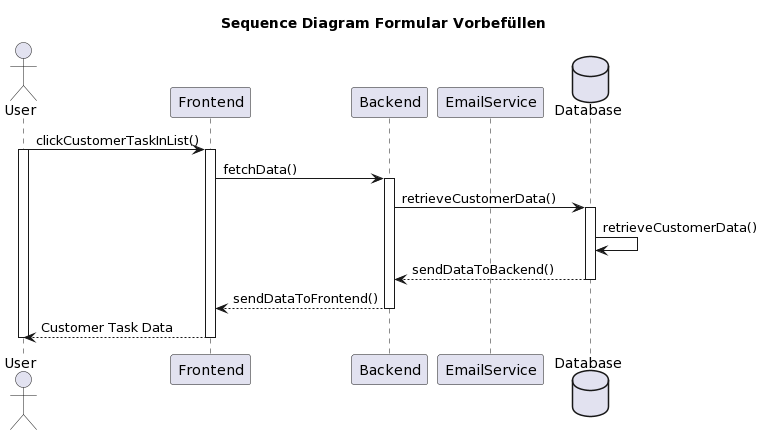 Sequence Diagram Formular Vorbefüllen
User
Frontend
Backend
EmailService
Database
clickCustomerTaskInList()
fetchData()
retrieveCustomerData()
retrieveCustomerData()
sendDataToBackend()
sendDataToFrontend()
Customer Task Data
User
Frontend
Backend
EmailService
Database